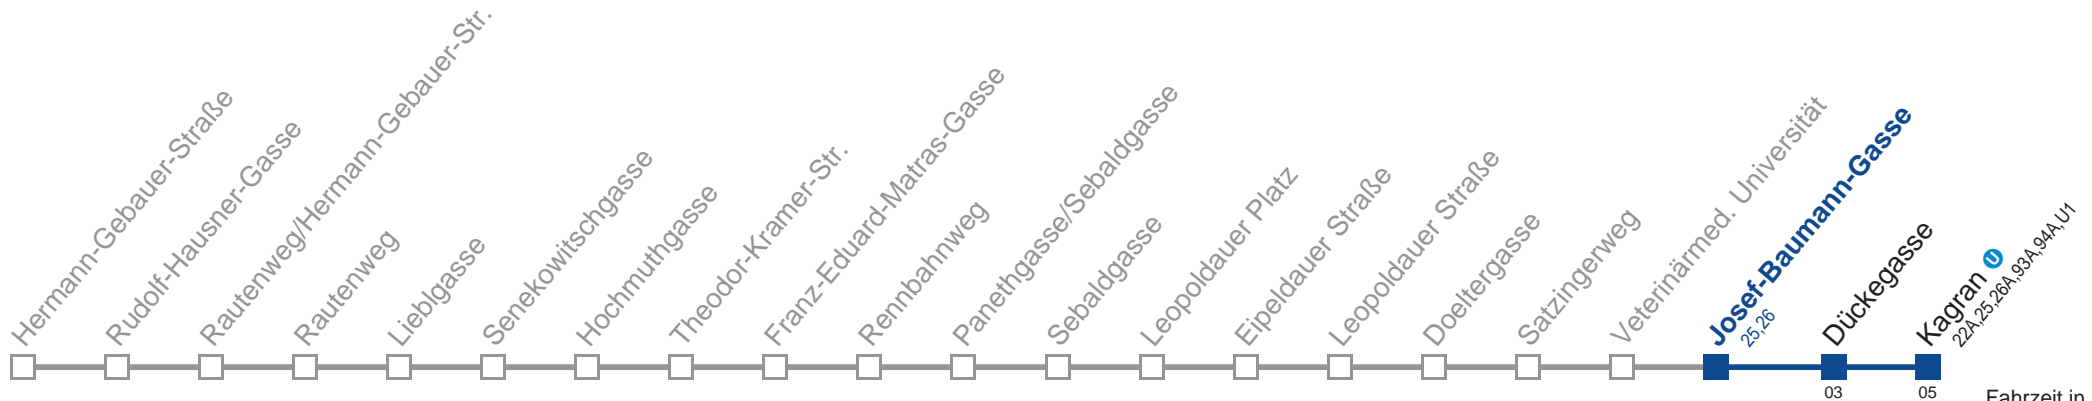 Hermann-Gebauer-Straße
Rudolf-Hausner-Gasse
Rautenweg/Hermann-Gebauer-Str.
Rautenweg
Lieblgasse
Senekowitschgasse
Hochmuthgasse
Theodor-Kramer-Str.
Franz-Eduard-Matras-Gasse
Rennbahnweg
Panethgasse/Sebaldgasse
Sebaldgasse
Leopoldauer Platz
Eipeldauer Straße
Leopoldauer Straße
Doeltergasse
Satzingerweg
Veterinärmed. Universität
Josef-Baumann-Gasse
25,26
Dückegasse
Kagran U
22A,25,26A,93A,94A,U1
03
05
Fahrzeit in